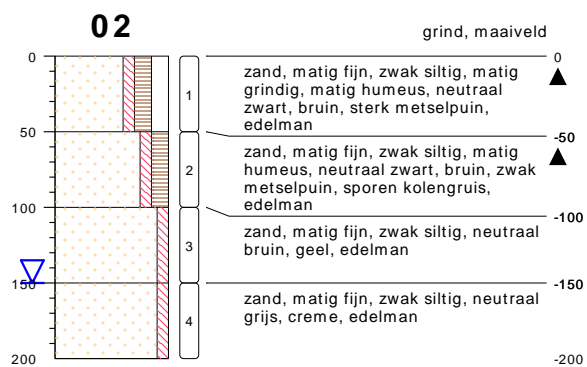 02
grind, maaiveld
0
0
zand, matig fijn, zwak siltig, matig
grindig, matig humeus, neutraal
zwart, bruin, sterk metselpuin,
edelman
1
50
-50
zand, matig fijn, zwak siltig, matig
humeus, neutraal zwart, bruin, zwak
metselpuin, sporen kolengruis,
edelman
2
100
-100
zand, matig fijn, zwak siltig, neutraal
bruin, geel, edelman
3
150
-150
zand, matig fijn, zwak siltig, neutraal
grijs, creme, edelman
4
200
-200